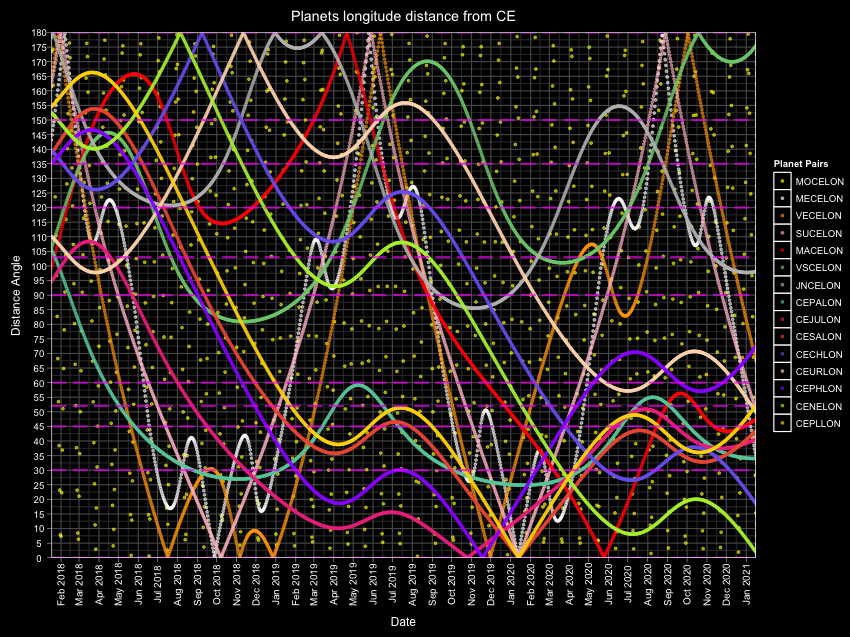 Planets longitude distance from CE
Distance Angle
180
175
170
165
160
155
150
145
140
135
130
125
120
115
110
105
100
95
90
85
80
75
70
65
60
55
50
45
40
35
30
25
20
15
10
5
0
Feb 2018
Mar 2018
Apr 2018
May 2018
Jun 2018
Jul 2018
Aug 2018
Sep 2018
Oct 2018
Nov 2018
Dec 2018
Jan 2019
Feb 2019
Mar 2019
Apr 2019
May 2019
Jun 2019
Jul 2019
Aug 2019
Sep 2019
Oct 2019
Nov 2019
Dec 2019
Jan 2020
Feb 2020
Mar 2020
Apr 2020
May 2020
Jun 2020
Jul 2020
Aug 2020
Sep 2020
Oct 2020
Nov 2020
Dec 2020
Jan 2021
Date
Planet Pairs
MOCELON
MECELON
VECELON
SUCELON
MACELON
VSCELON
JNCELON
CEPALON
CEJULON
CESALON
CECHLON
CEURLON
CEPHLON
CENELON
CEPLLON